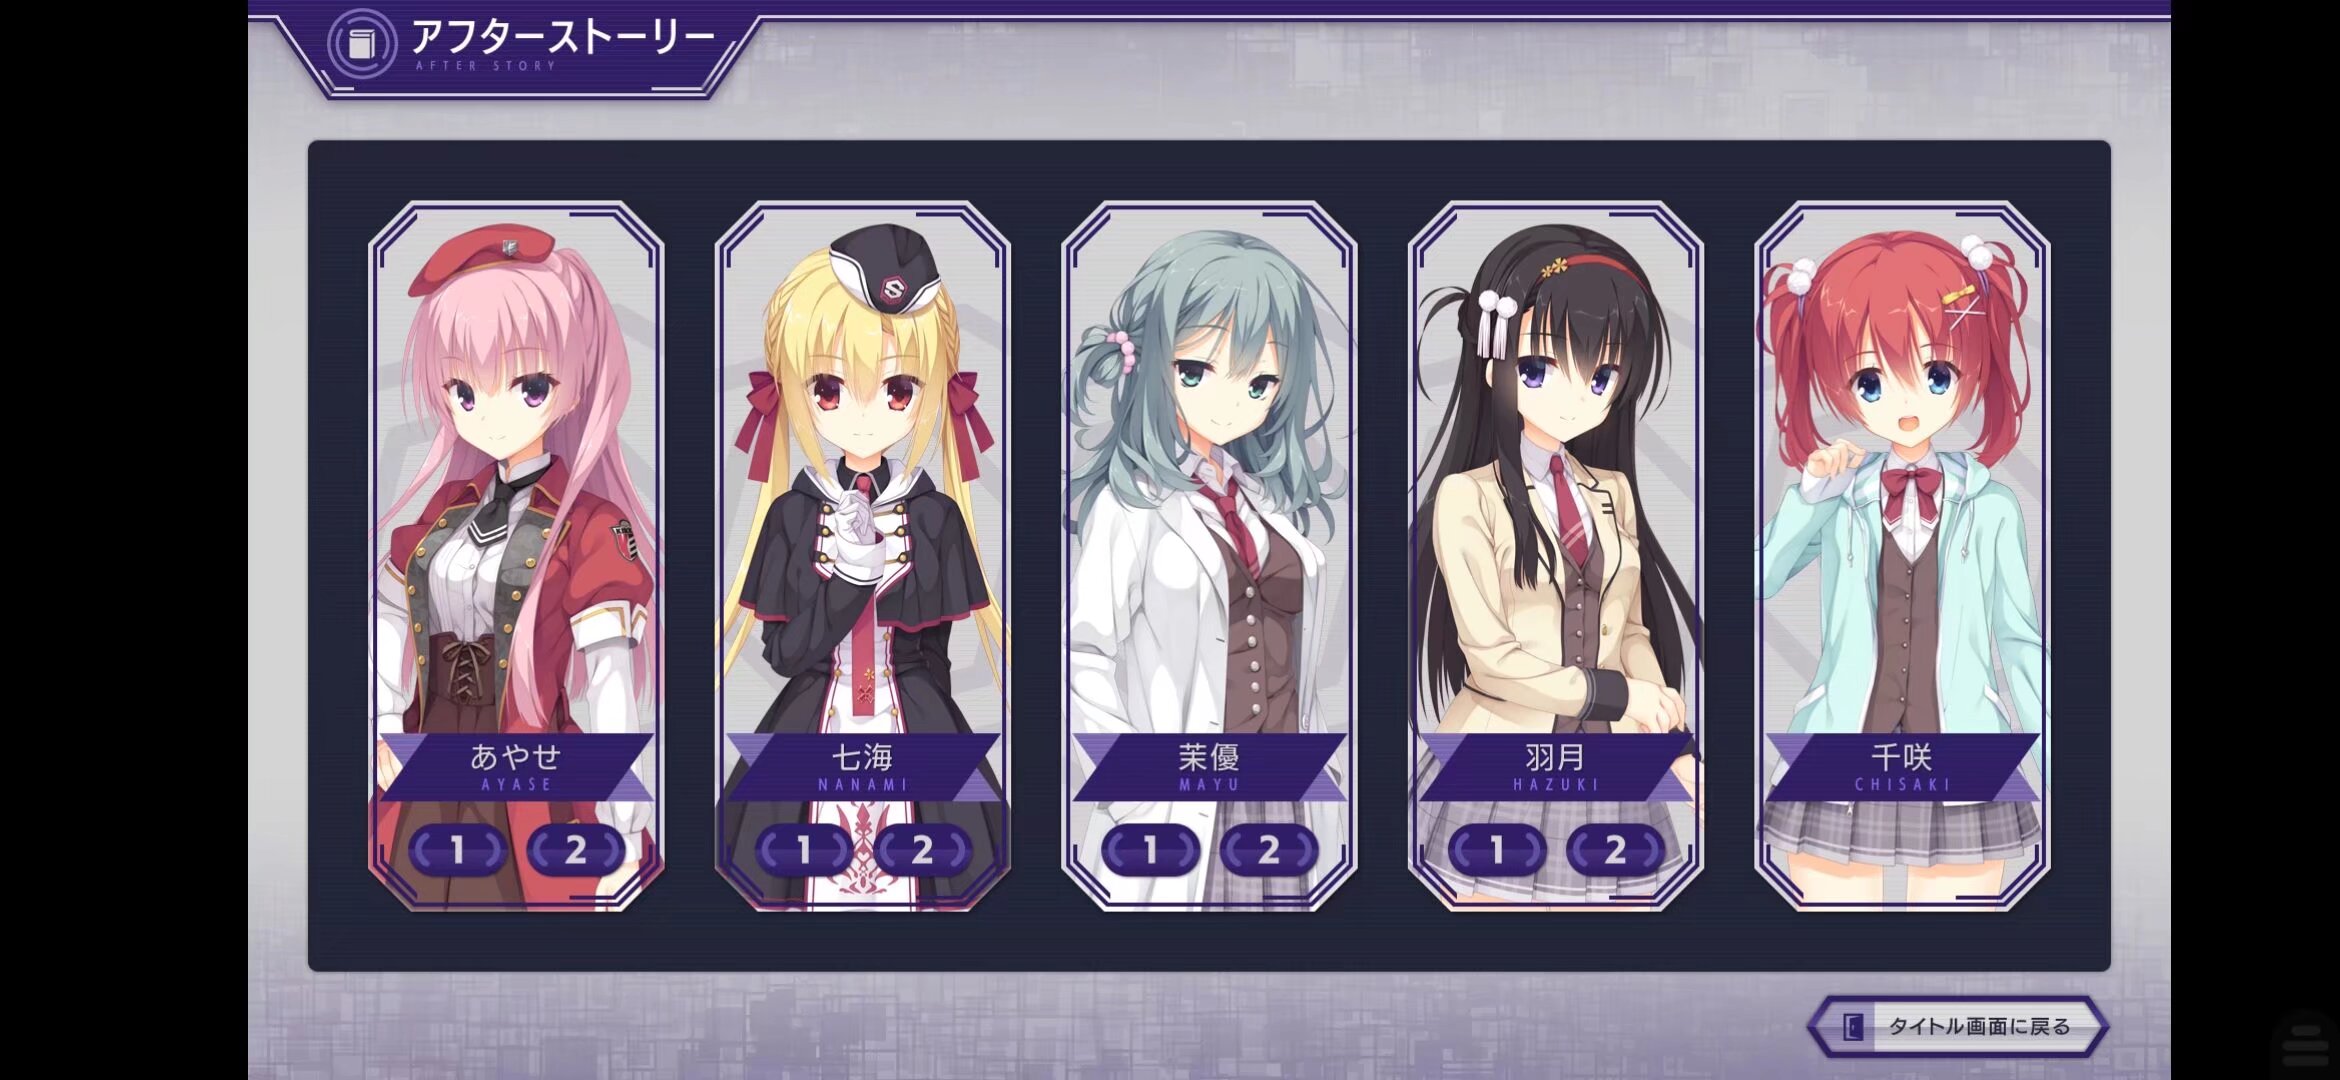 アフターストーリー
AFTER STORY
あやせ
AYASE
1 2
七海
NANAMI
1 2
茉優
MAYU
1 2
羽月
HAZUKI
1 2
千咲
CHISAKI
タイトル画面に戻る